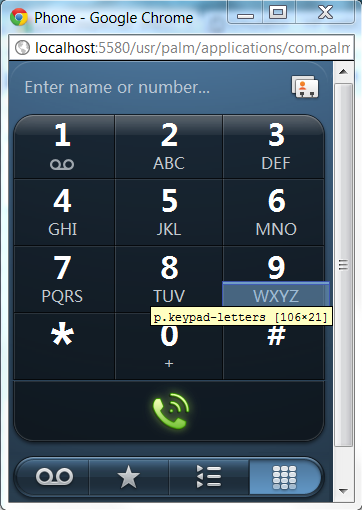 Phone - Google Chrome
localhost:5580/usr/palm/applications/com.palm
Enter name or number...
1 2 3
ABC DEF
4 5 6
GHI JKL MNO
7 8 9
PQRS TUV WXYZ
p.keypad-letters [106×21]
* 0 #
+